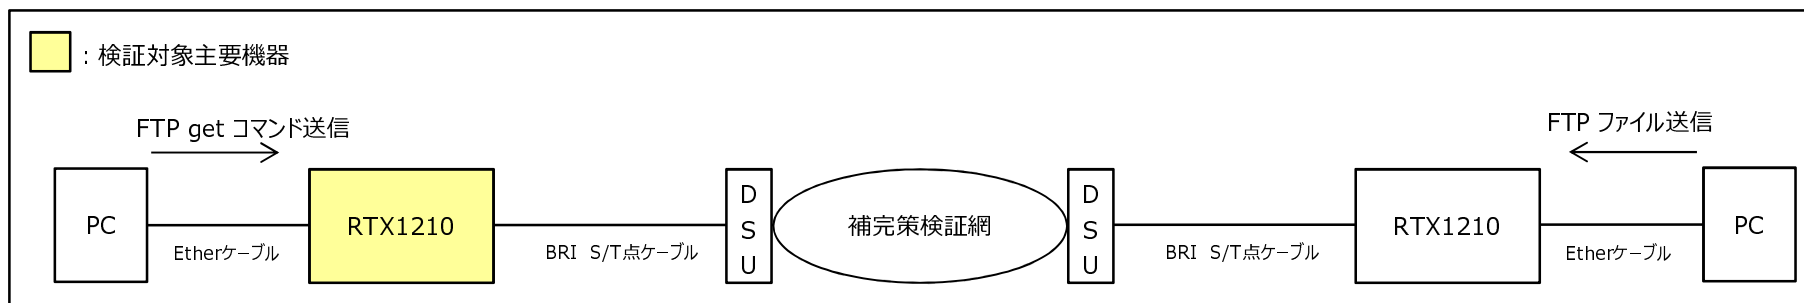 : 検証対象主要機器
FTP get コマンド送信
FTP ファイル送信
PC
RTX1210
D
S
U
補完策検証網
D
S
U
RTX1210
PC
Etherケーブル
BRI S/T点ケーブル
BRI S/T点ケーブル
Etherケーブル